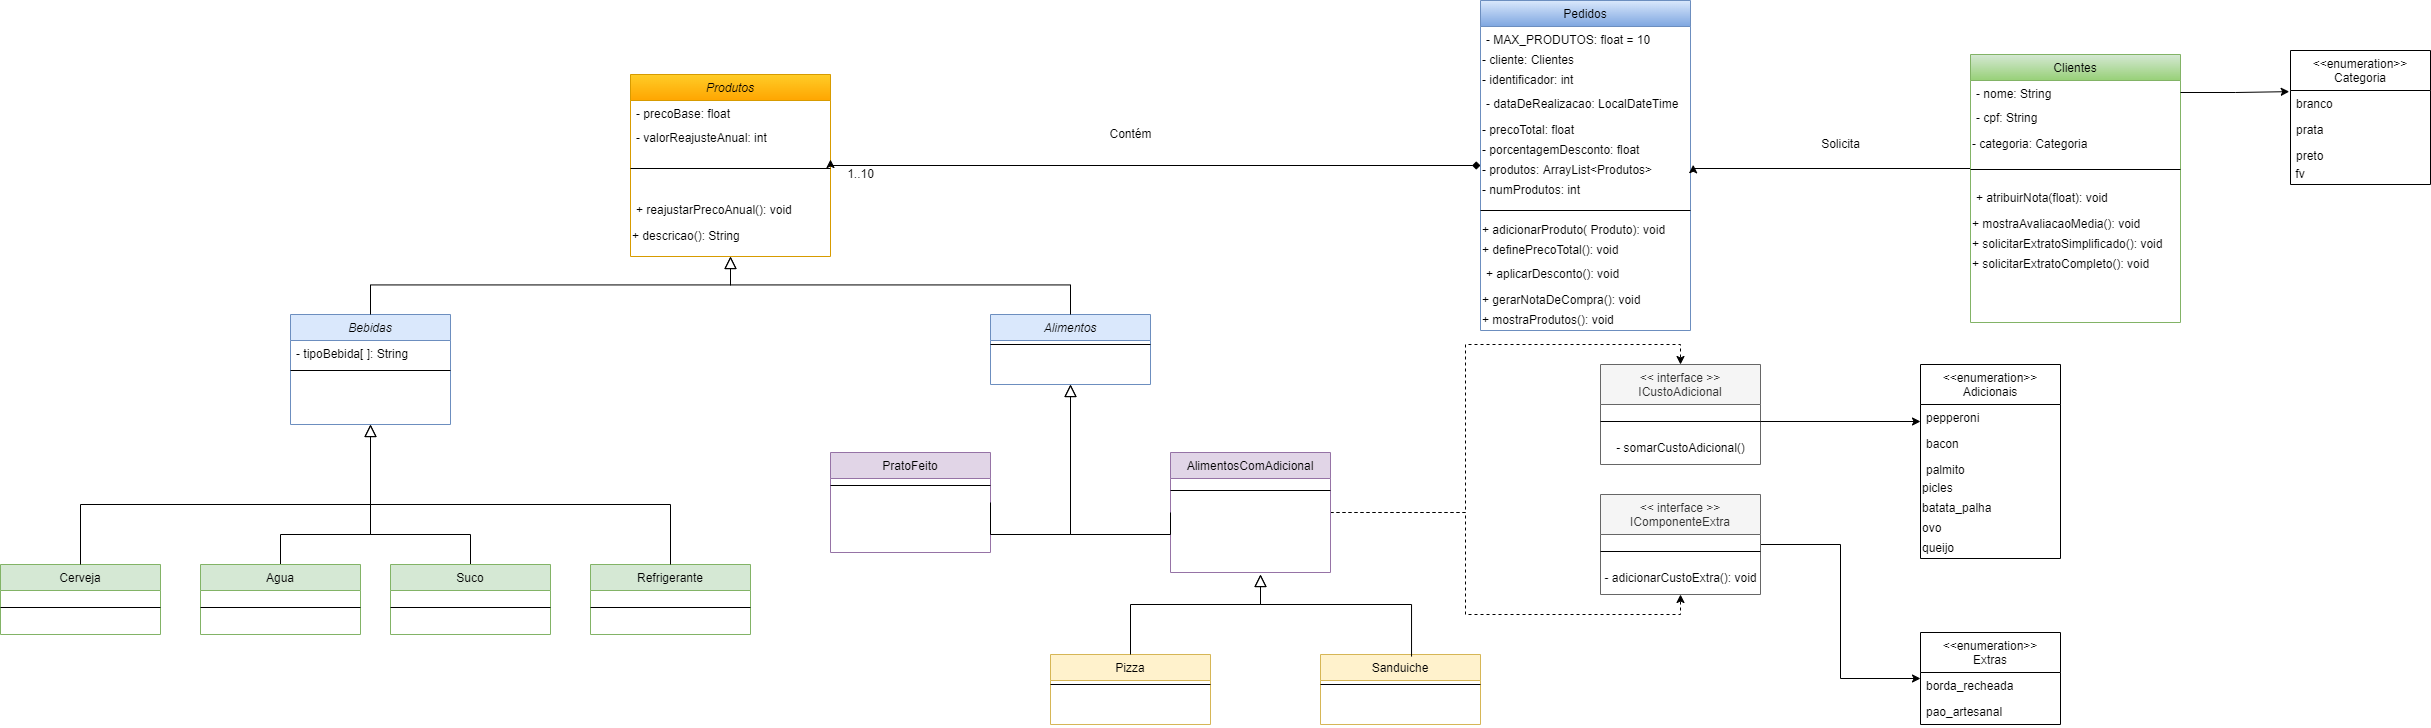 Produtos
- precoBase: float
- valorReajusteAnual: int
+ reajustarPrecoAnual(): void
+ descricao(): String
Contém
1..10
Pedidos
- MAX_PRODUTOS: float = 10
- cliente: Clientes
- identificador: int
- dataDeRealizacao: LocalDateTime
- precoTotal: float
- porcentagemDesconto: float
- produtos: ArrayList<Produtos>
- numProdutos: int
+ adicionarProduto( Produto): void
+ definePrecoTotal(): void
+ aplicarDesconto(): void
+ gerarNotaDeCompra(): void
+ mostraProdutos(): void
Solicita
Clientes
- nome: String
- cpf: String
- categoria: Categoria
+ atribuirNota(float): void
+ mostraAvaliacaoMedia(): void
+ solicitarExtratoSimplificado(): void
+ solicitarExtratoCompleto(): void
<<enumeration>>
Categoria
branco
prata
preto
fv
Bebidas
- tipoBebida[ ]: String
Alimentos
PratoFeito
AlimentosComAdicional
<< interface >>
ICustoAdicional
- somarCustoAdicional()
<< interface >>
IComponenteExtra
- adicionarCustoExtra(): void
<<enumeration>>
Adicionais
pepperoni
bacon
palmito
picles
batata_palha
ovo
queijo
Cerveja
Agua
Suco
Refrigerante
Pizza
Sanduiche
<<enumeration>>
Extras
borda_recheada
pao_artesanal